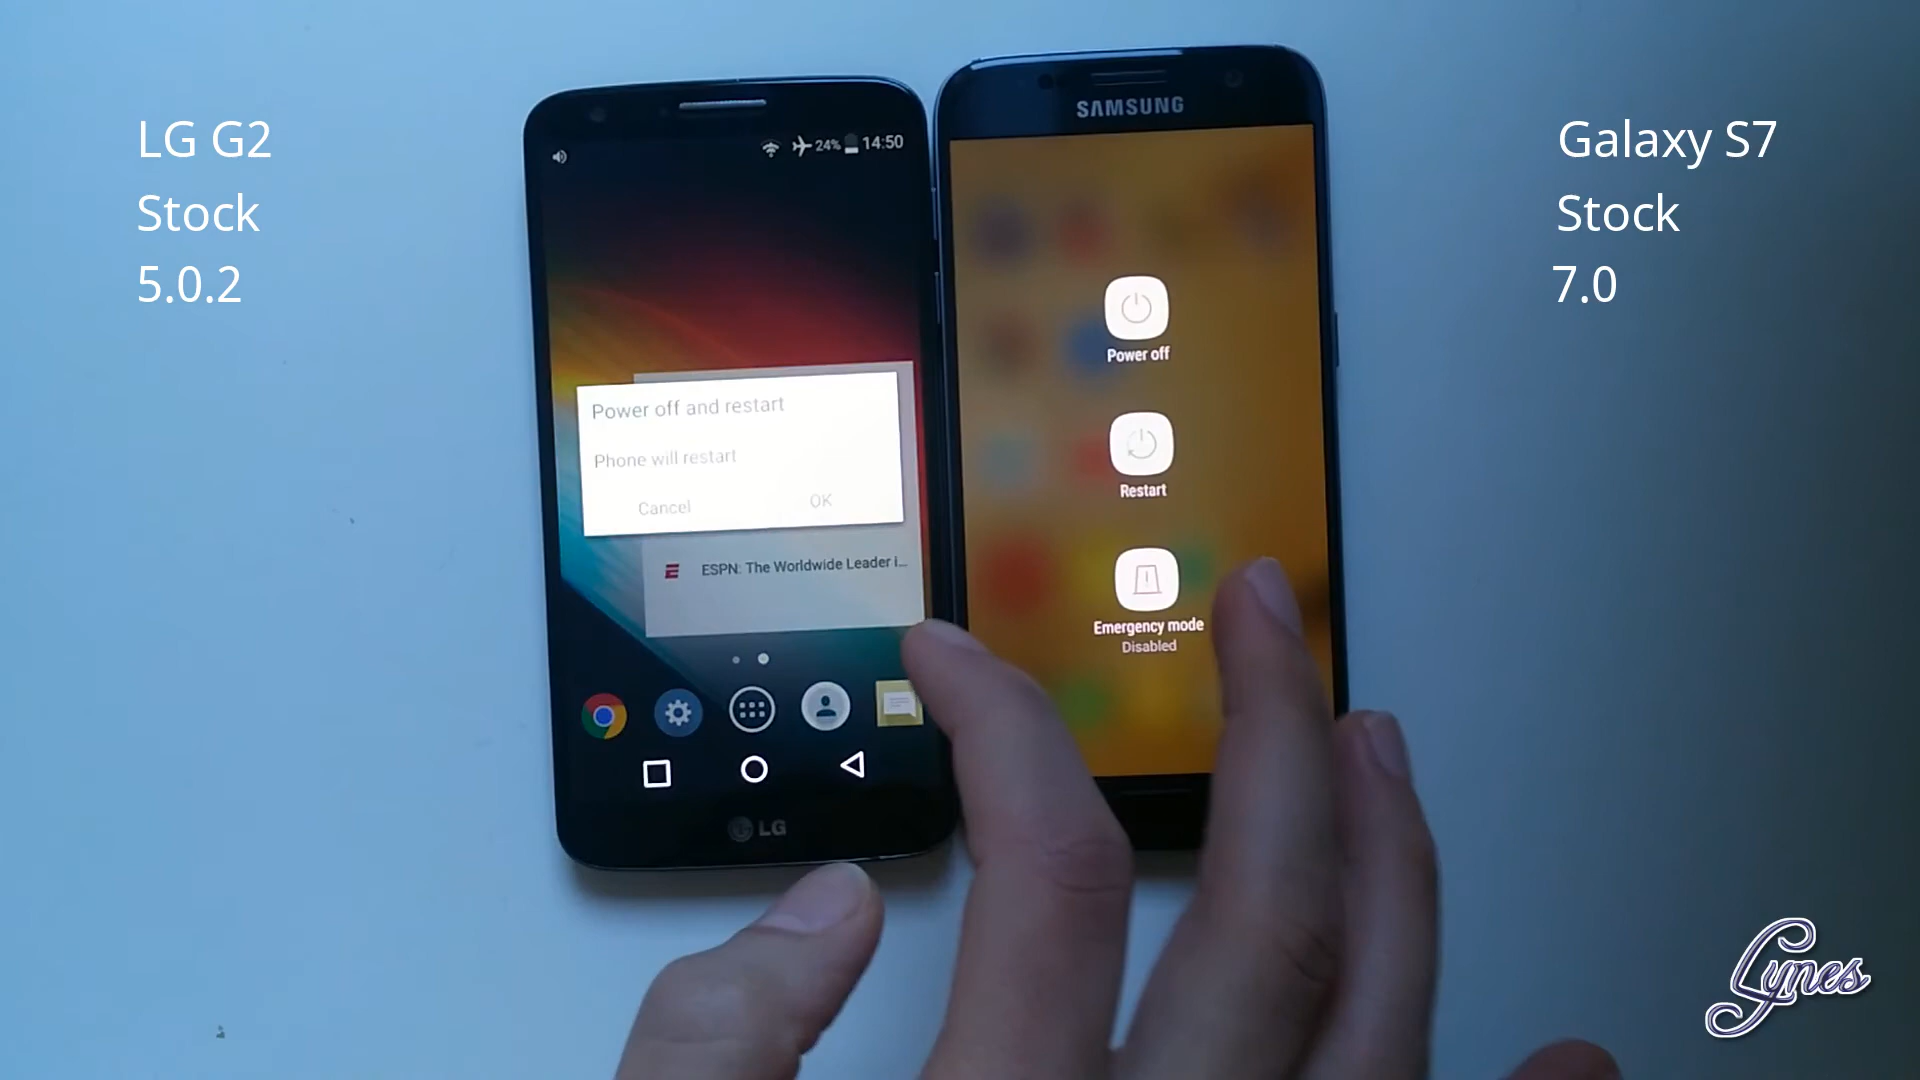 LG G2
Stock
5.0.2
24% 14:50
Power off and restart
Phone will restart
Cancel OK
ESPN: The Worldwide Leader i...
LG
SAMSUNG
Power off
Restart
Emergency mode
Disabled
Galaxy S7
Stock
7.0
Lynes